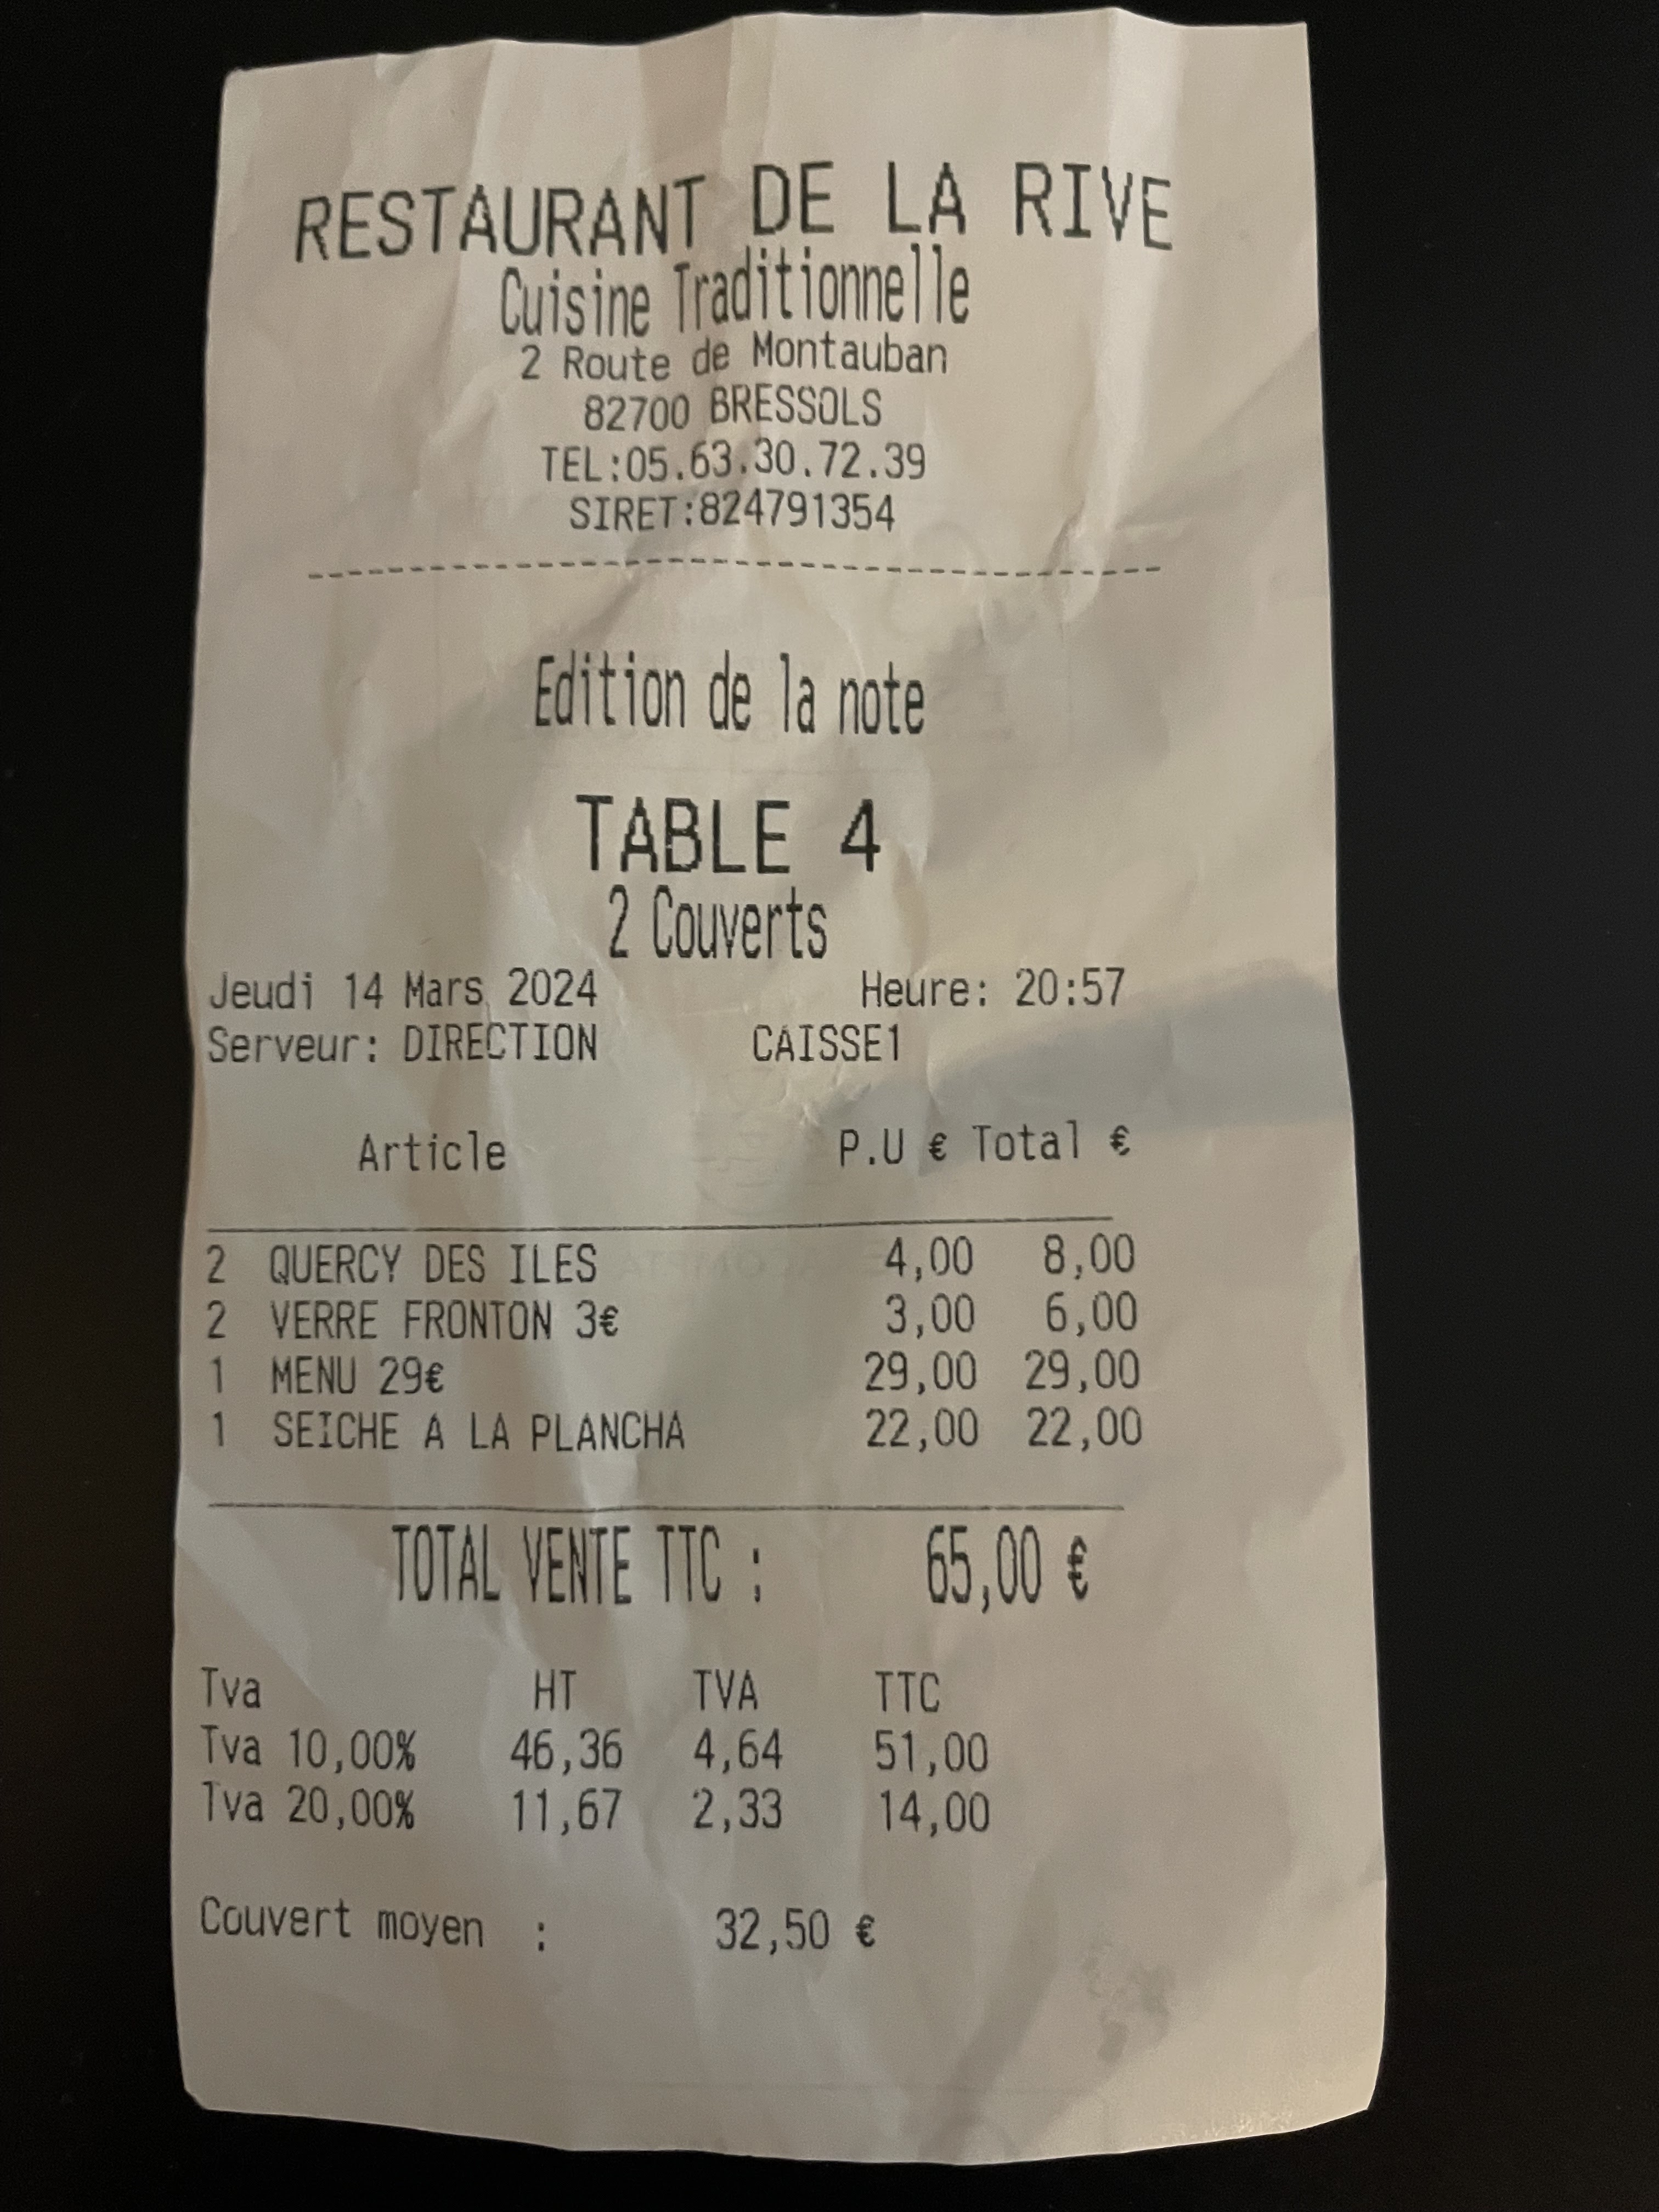 RESTAURANT DE LA RIVE
Cuisine Traditionnelle
2 Route de Montauban
82700 BRESSOLS
TEL:05.63.30.72.39
SIRET:824791354
Edition de la note
TABLE 4
2 Couverts
Jeudi 14 Mars 2024 Heure: 20:57
Serveur: DIRECTION CAISSE1
Article P.U € Total €
2 QUERCY DES ILES 4,00 8,00
2 VERRE FRONTON 3€ 3,00 6,00
1 MENU 29€ 29,00 29,00
1 SEICHE A LA PLANCHA 22,00 22,00
TOTAL VENTE TTC : 65,00 €
Tva HT TVA TTC
Tva 10,00% 46,36 4,64 51,00
Tva 20,00% 11,67 2,33 14,00
Couvert moyen : 32,50 €